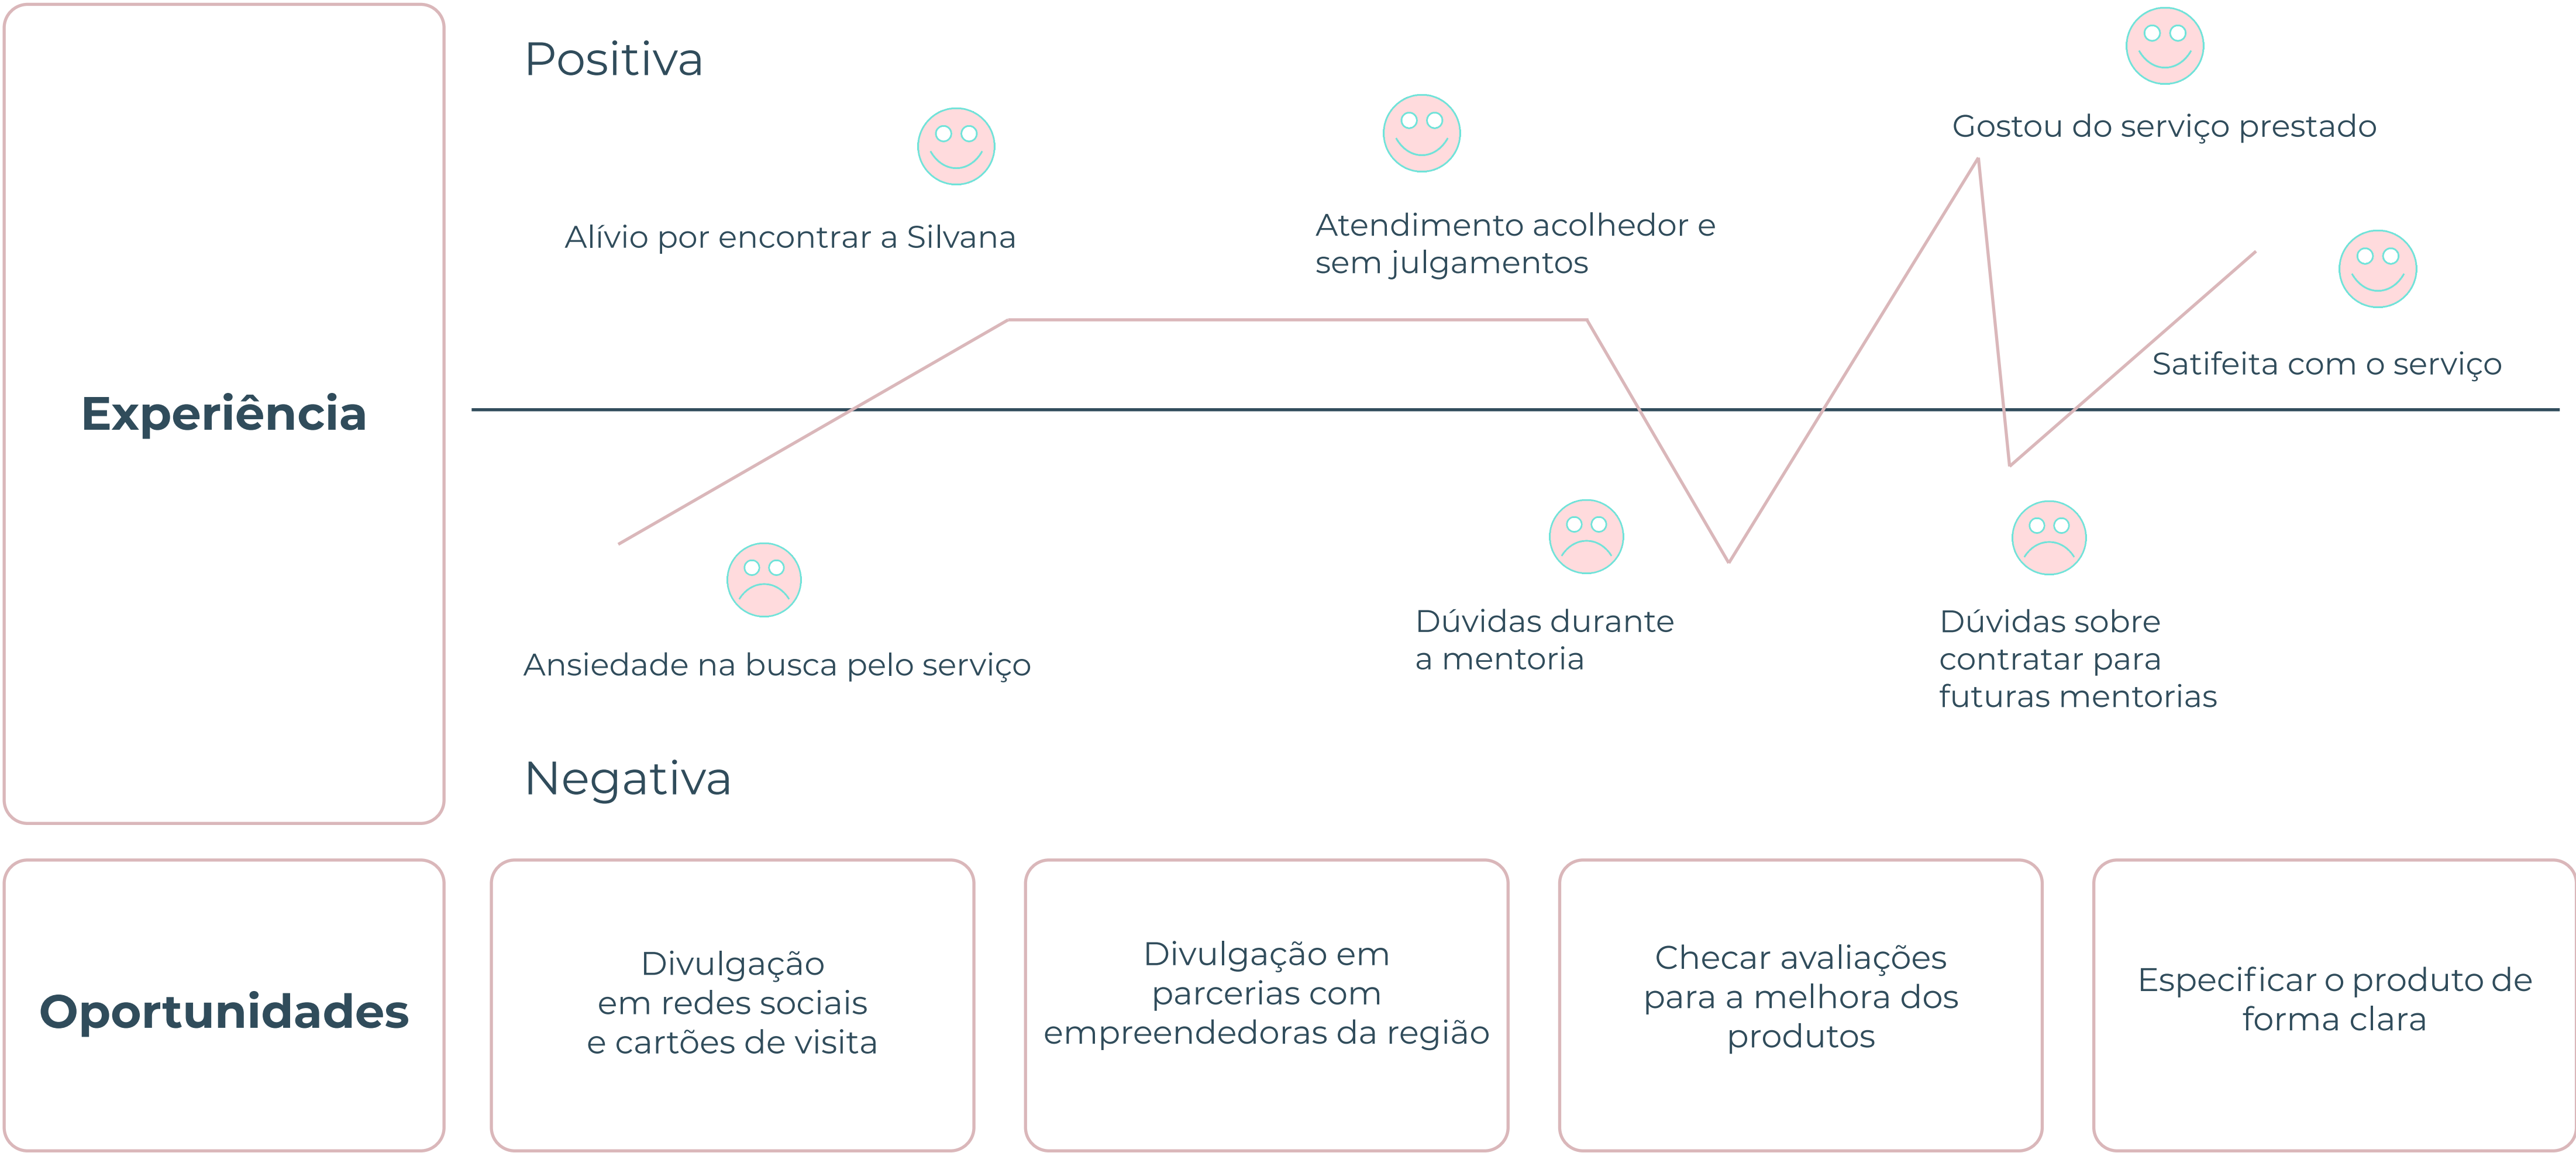 Experiência
Positiva
Alívio por encontrar a Silvana
Atendimento acolhedor e
sem julgamentos
Gostou do serviço prestado
Satifeita com o serviço
Ansiedade na busca pelo serviço
Dúvidas durante
a mentoria
Dúvidas sobre
contratar para
futuras mentorias
Negativa
Oportunidades
Divulgação
em redes sociais
e cartões de visita
Divulgação em
parcerias com
empreendedoras da região
Checar avaliações
para a melhora dos
produtos
Especificar o produto de
forma clara